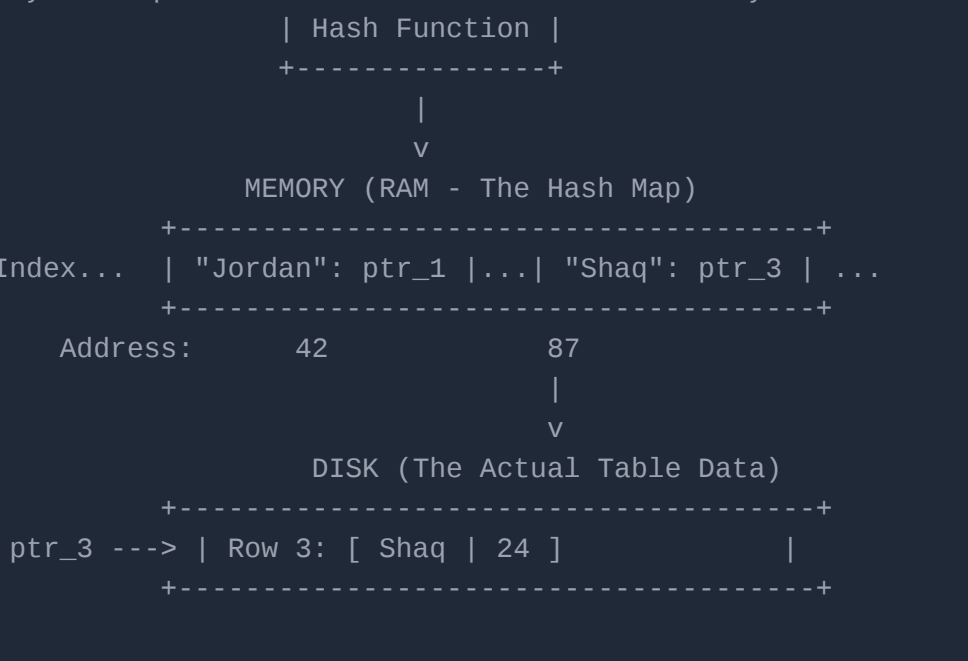 | Hash Function |
+---------------+
|
v
MEMORY (RAM - The Hash Map)
+--------------------------------------+
Index... | "Jordan": ptr_1 |...| "Shaq": ptr_3 | ...
+--------------------------------------+
Address: 42 87
|
v
DISK (The Actual Table Data)
+--------------------------------------+
ptr_3 ---> | Row 3: [ Shaq | 24 ] |
+--------------------------------------+